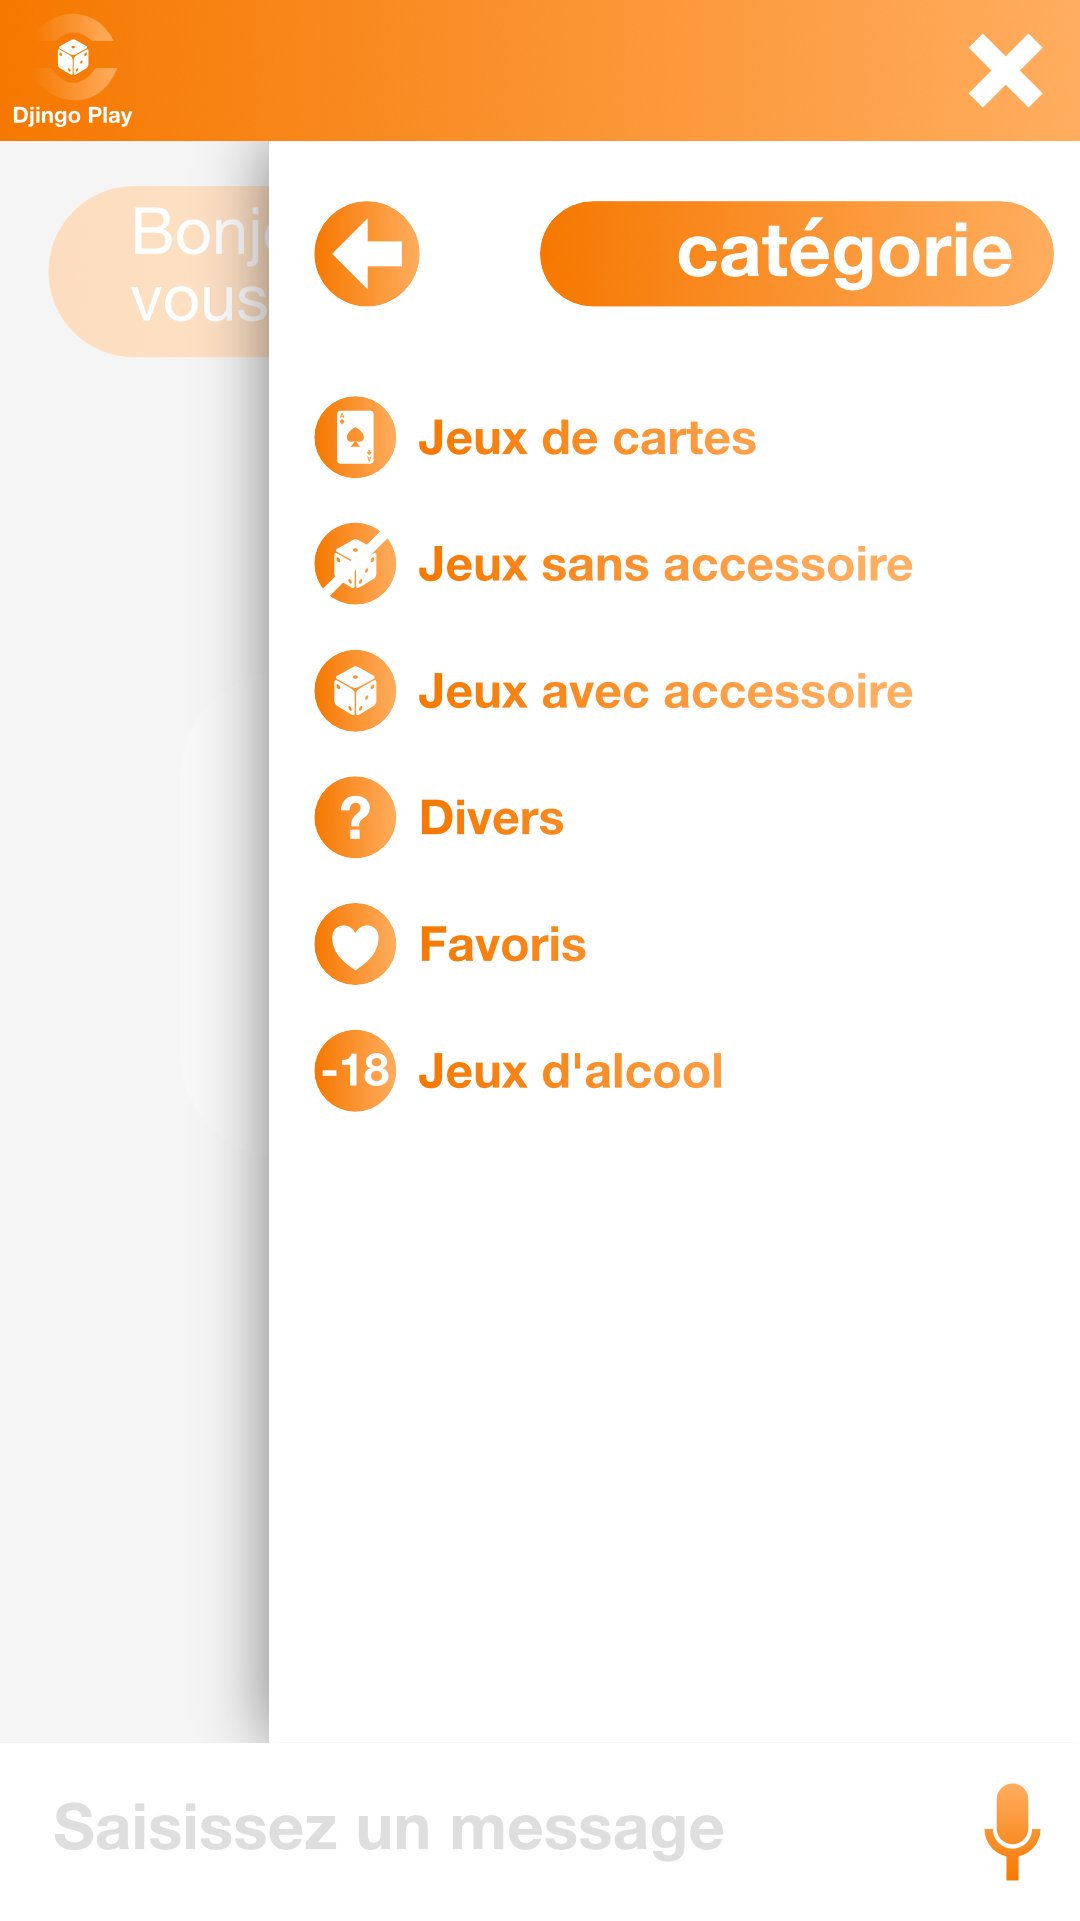 Djingo Play
vous
catégorie
Jeux de cartes
Jeux sans accessoire
Jeux avec accessoire
? Divers
Favoris
-18 Jeux d'alcool
Saisissez un message